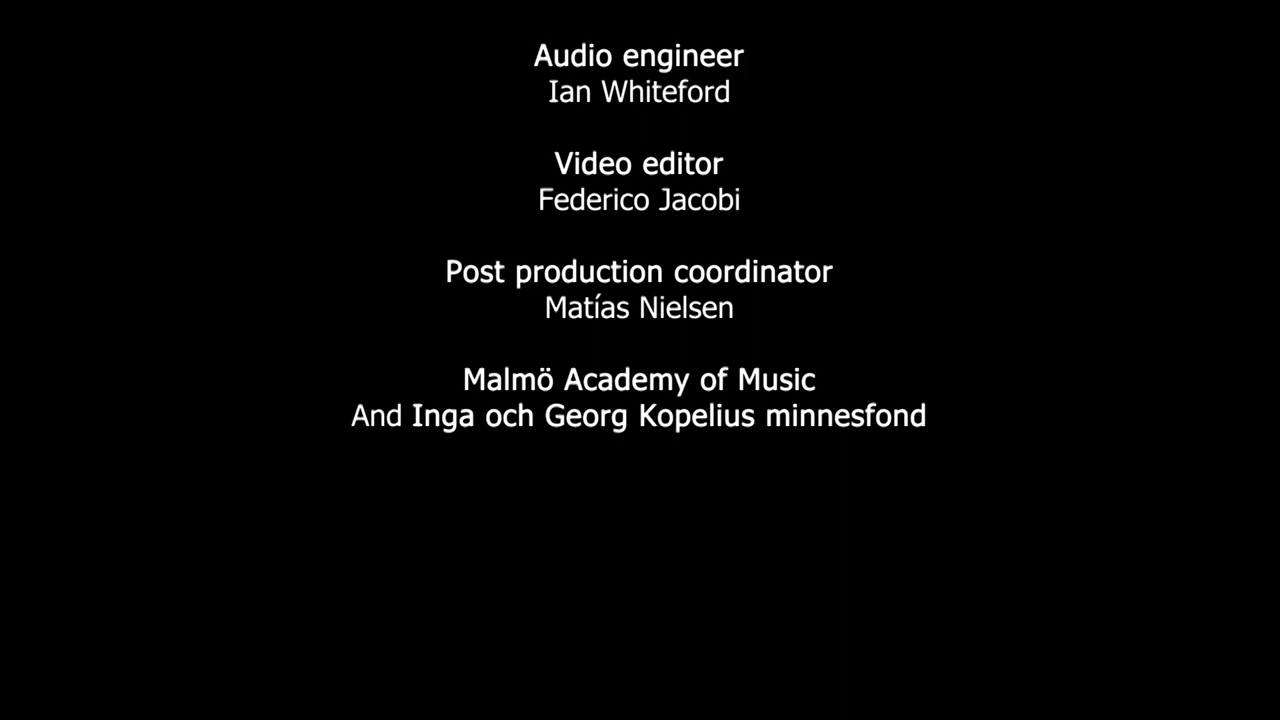 Audio engineer
Ian Whiteford
Video editor
Federico Jacobi
Post production coordinator
Matías Nielsen
Malmö Academy of Music
And Inga och Georg Kopelius minnesfond